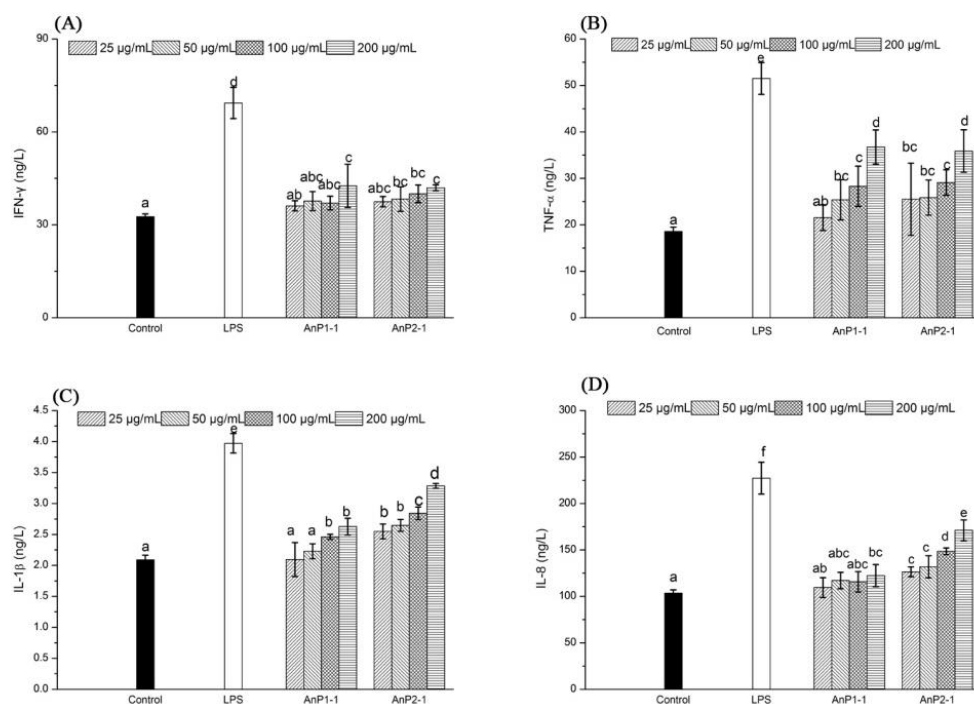 (A)
90
60
30
0
IFN-γ (ng/L)
25 μg/mL 50 μg/mL 100 μg/mL 200 μg/mL
a
d
ab abc abc c
abc bc bc c
Control LPS AnP1-1 AnP2-1
(B)
60
50
40
30
20
10
0
TNF-α (ng/L)
25 μg/mL 50 μg/mL 100 μg/mL 200 μg/mL
a
e
ab bc c d
bc bc bc d
Control LPS AnP1-1 AnP2-1
(C)
4.5
4.0
3.5
3.0
2.5
2.0
1.5
1.0
0.5
0.0
IL-1β (ng/L)
25 μg/mL 50 μg/mL 100 μg/mL 200 μg/mL
a
e
a a b b
b b c d
Control LPS AnP1-1 AnP2-1
(D)
300
250
200
150
100
50
0
IL-8 (ng/L)
25 μg/mL 50 μg/mL 100 μg/mL 200 μg/mL
a
f
ab abc abc bc
c c d e
Control LPS AnP1-1 AnP2-1